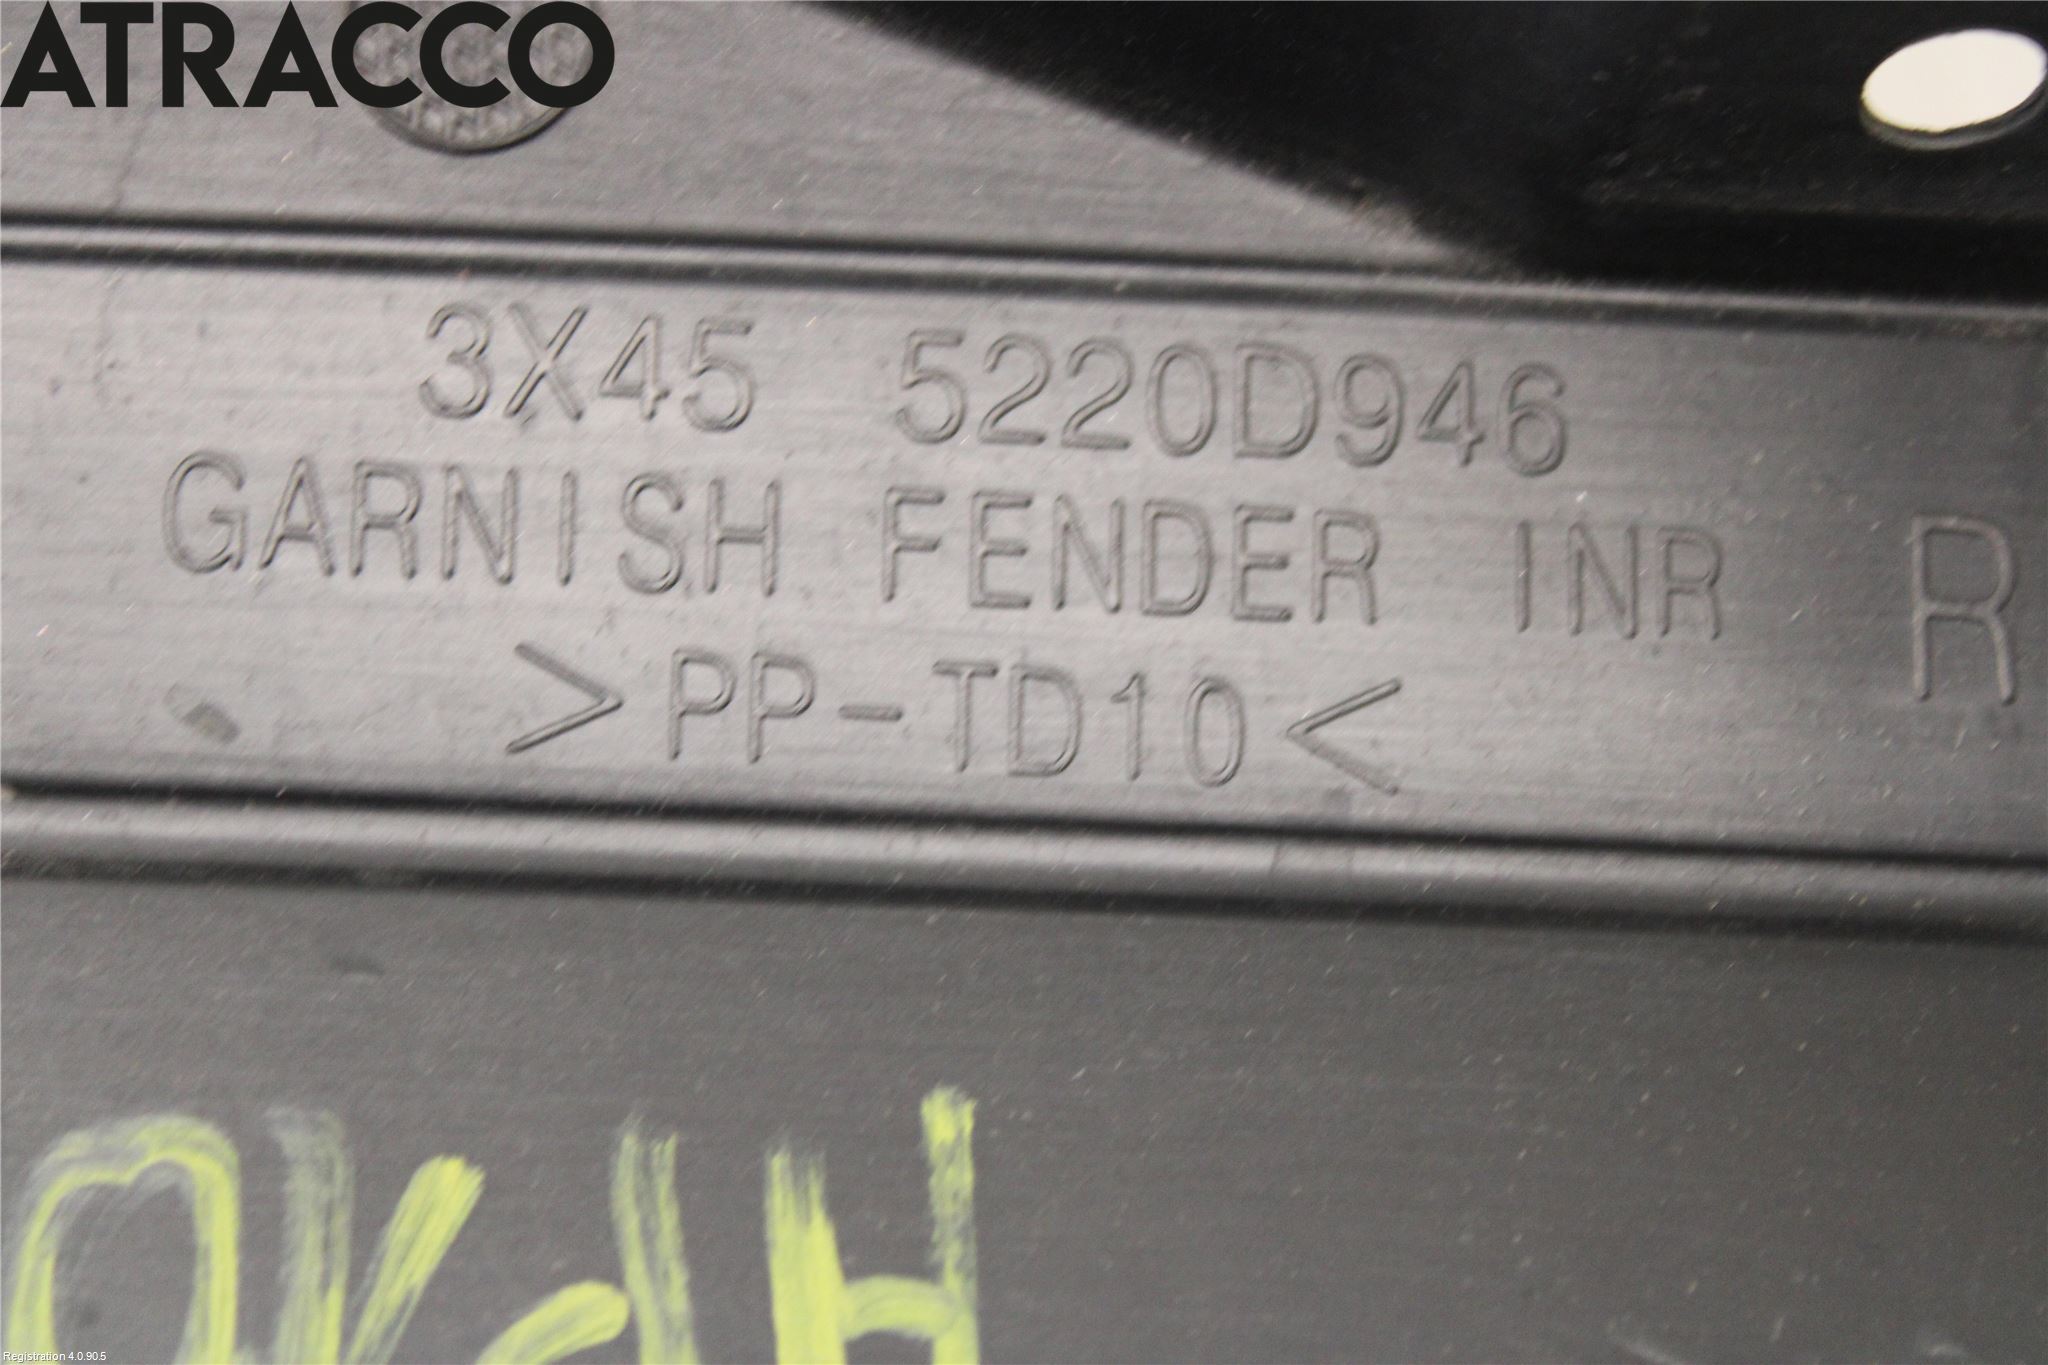 ATRACCO
3X45 5220D946
GARNISH FENDER INR R
>PP-TD10<
Registration 4.0.90.5